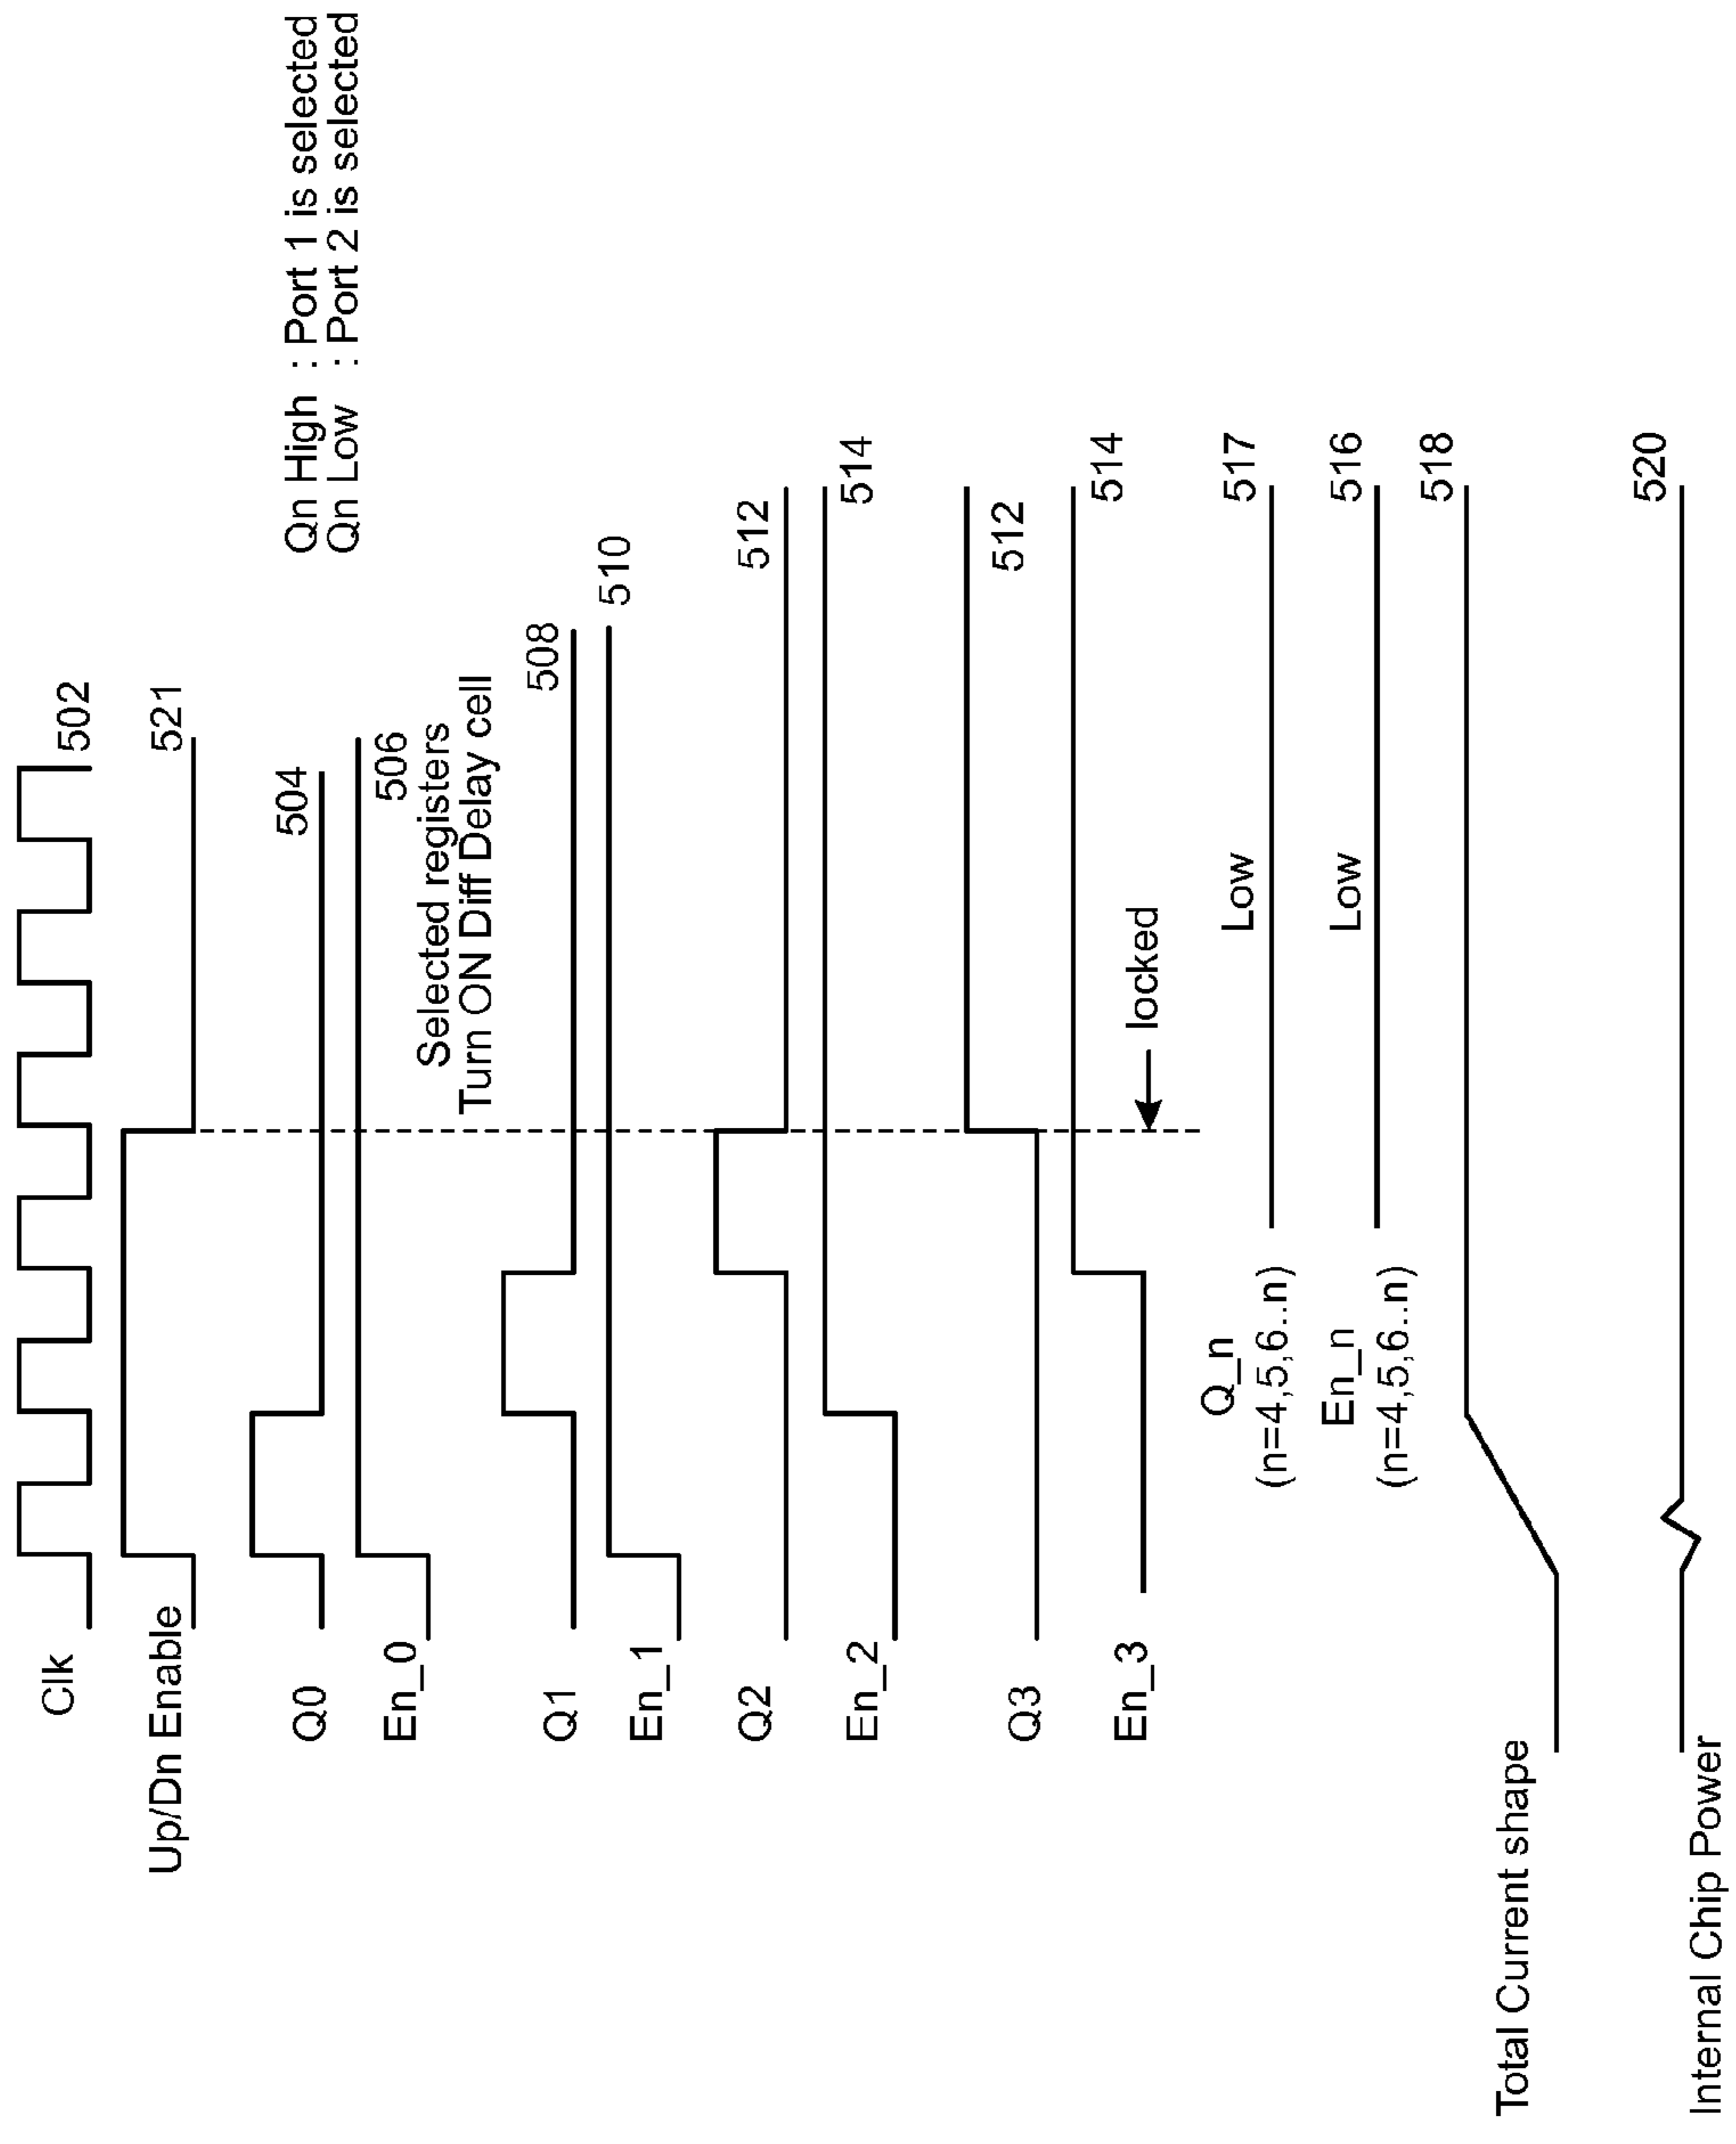 Clk
502
Up/Dn Enable
521
Qn High : Port 1 is selected
Qn Low : Port 2 is selected
Q0
504
En_0
506
Selected registers
Turn ON Diff Delay cell
Q1
508
En_1
510
Q2
512
En_2
514
Q3
512
En_3
514
locked
Q_n
(n=4,5,6..n)
Low
517
En_n
(n=4,5,6..n)
Low
516
Total Current shape
518
Internal Chip Power
520